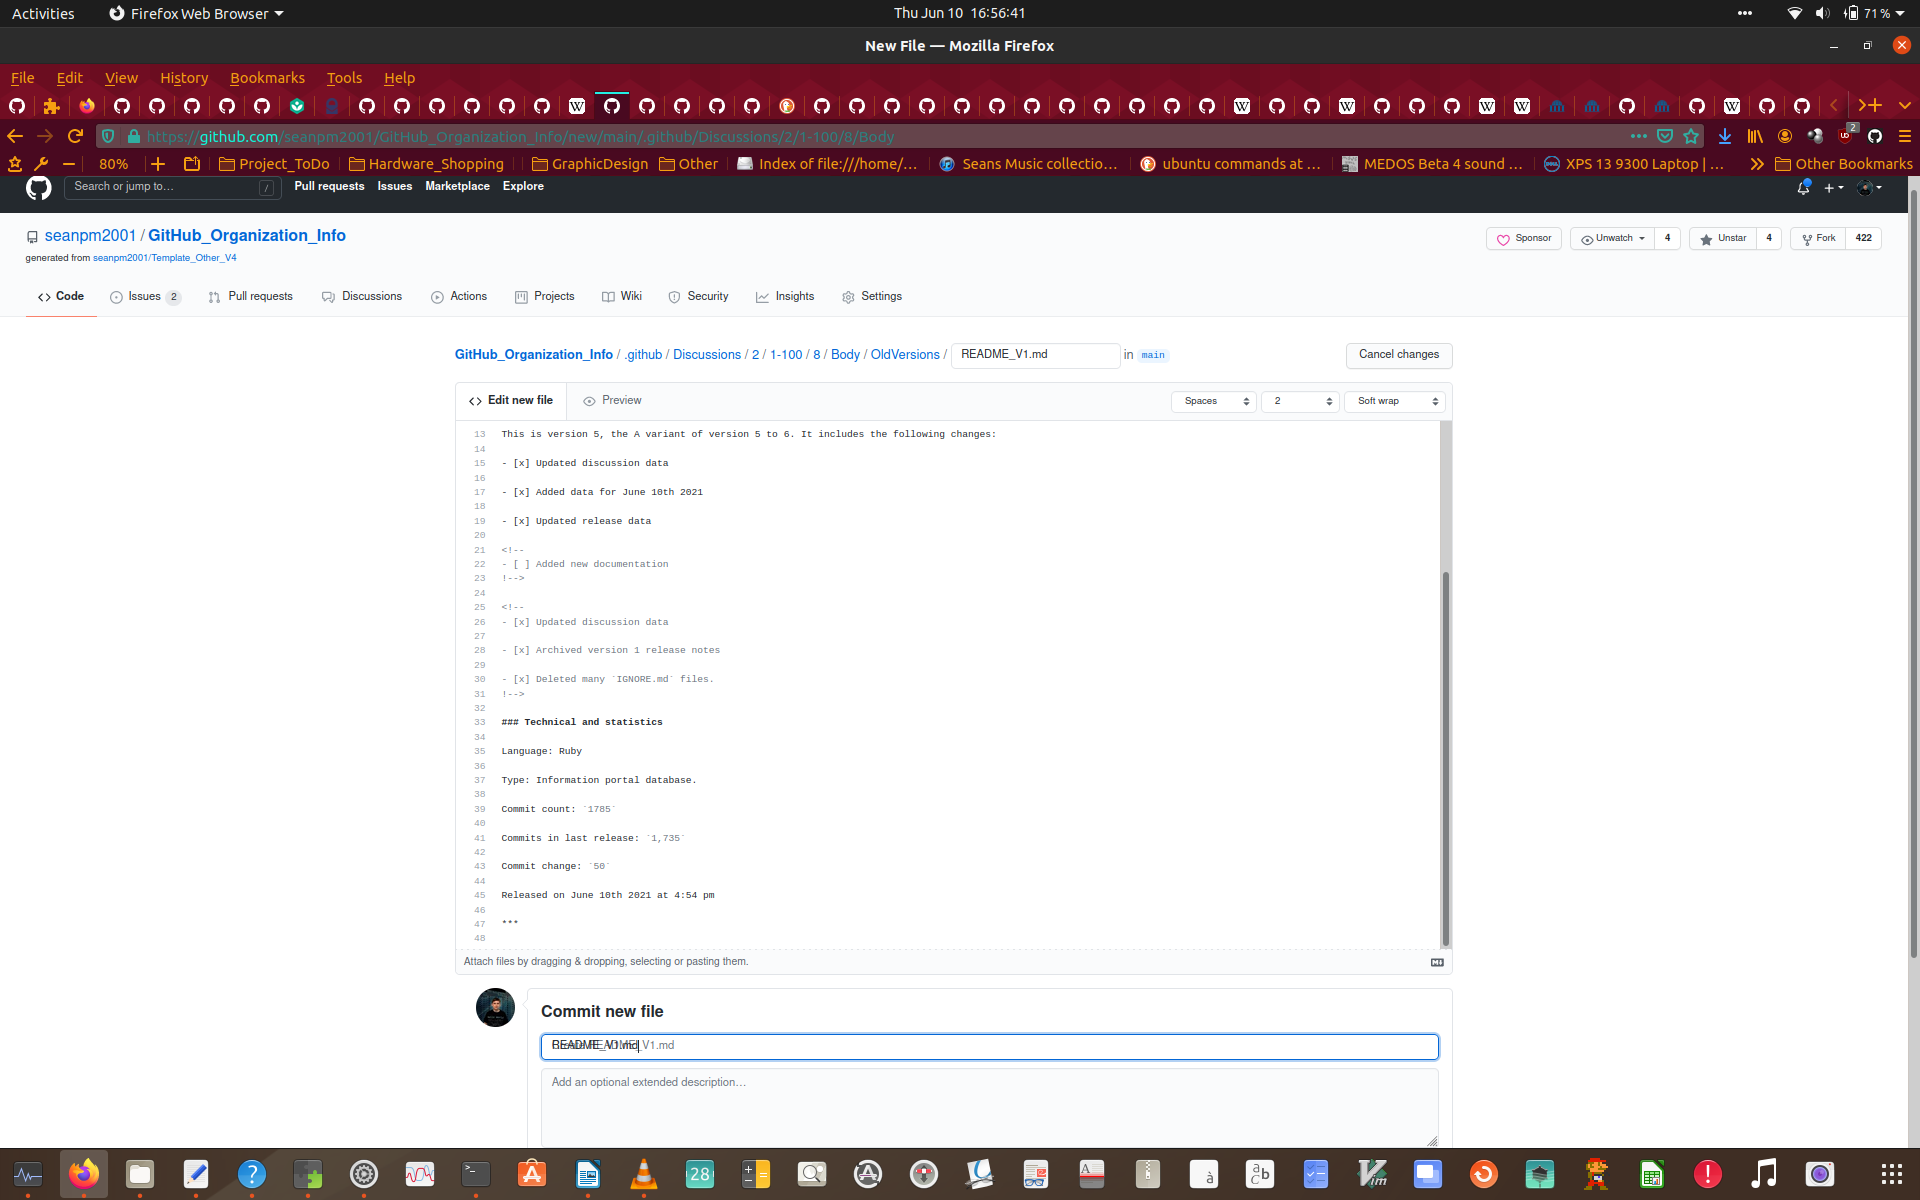 Activities
Firefox Web Browser
Thu Jun 10 16:56:41
71 %
New File — Mozilla Firefox
File Edit View History Bookmarks Tools Help
https://github.com/seanpm2001/GitHub_Organization_Info/new/main/.github/Discussions/2/1-100/8/Body
2
80%
Project_ToDo
Hardware_Shopping
GraphicDesign
Other
Index of file:///home/…
Seans Music collectio…
ubuntu commands at …
MEDOS Beta 4 sound …
XPS 13 9300 Laptop | …
Other Bookmarks
Search or jump to…
/
Pull requests Issues Marketplace Explore
seanpm2001 / GitHub_Organization_Info
Sponsor
Unwatch 4
Unstar 4
Fork 422
generated from seanpm2001/Template_Other_V4
Code
Issues 2
Pull requests
Discussions
Actions
Projects
Wiki
Security
Insights
Settings
GitHub_Organization_Info / .github / Discussions / 2 / 1-100 / 8 / Body / OldVersions / README_V1.md in main
Cancel changes
Edit new file
Preview
Spaces
2
Soft wrap
13 This is version 5, the A variant of version 5 to 6. It includes the following changes:
14
15 - [x] Updated discussion data
16
17 - [x] Added data for June 10th 2021
18
19 - [x] Updated release data
20
21 <!--
22 - [ ] Added new documentation
23 !-->
24
25 <!--
26 - [x] Updated discussion data
27
28 - [x] Archived version 1 release notes
29
30 - [x] Deleted many `IGNORE.md` files.
31 !-->
32
33 ### Technical and statistics
34
35 Language: Ruby
36
37 Type: Information portal database.
38
39 Commit count: `1785`
40
41 Commits in last release: `1,735`
42
43 Commit change: `50`
44
45 Released on June 10th 2021 at 4:54 pm
46
47 ***
48
Attach files by dragging & dropping, selecting or pasting them.
Commit new file
README_V1.md
Add an optional extended description…
28